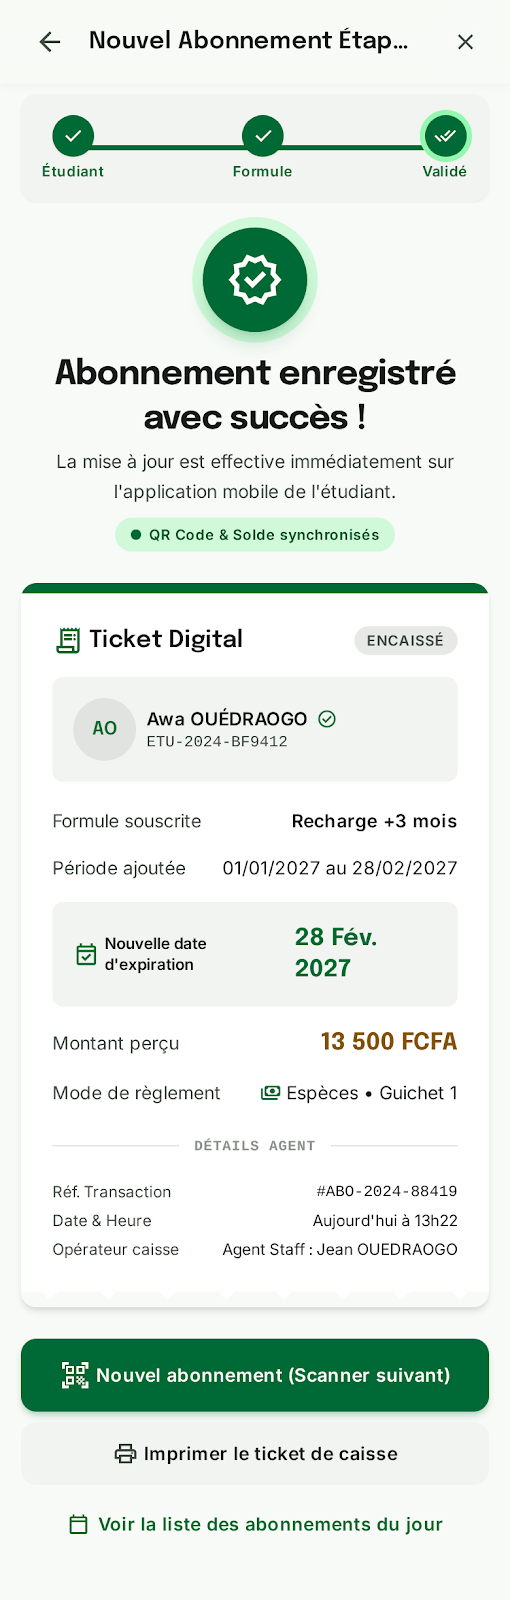 Nouvel Abonnement Étap...
Étudiant
Formule
Validé
Abonnement enregistré
avec succès !
La mise à jour est effective immédiatement sur
l'application mobile de l'étudiant.
QR Code & Solde synchronisés
Ticket Digital
ENCAISSÉ
AO
Awa OUÉDRAOGO
ETU-2024-BF9412
Formule souscrite
Recharge +3 mois
Période ajoutée
01/01/2027 au 28/02/2027
Nouvelle date
d'expiration
28 Fév.
2027
Montant perçu
13 500 FCFA
Mode de règlement
Espèces • Guichet 1
DÉTAILS AGENT
Réf. Transaction
#ABO-2024-88419
Date & Heure
Aujourd'hui à 13h22
Opérateur caisse
Agent Staff : Jean OUEDRAOGO
Nouvel abonnement (Scanner suivant)
Imprimer le ticket de caisse
Voir la liste des abonnements du jour